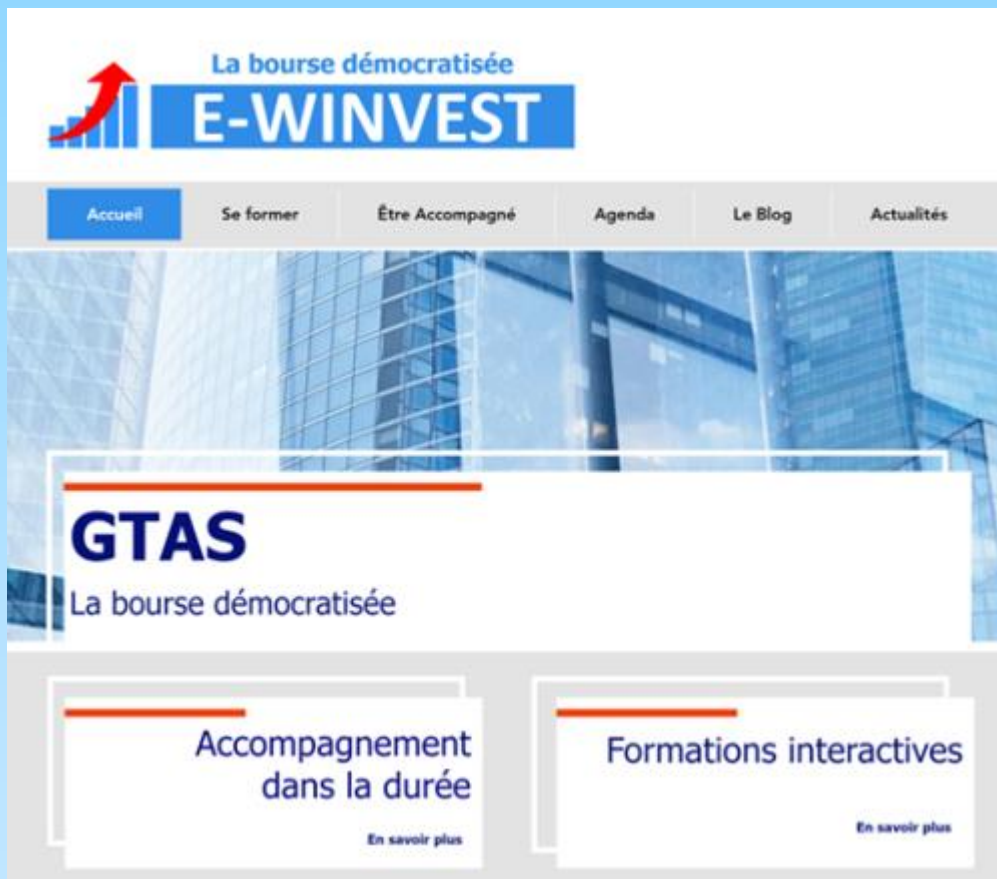 La bourse démocratisée
E-WINVEST
Accueil
Se former
Être Accompagné
Agenda
Le Blog
Actualités
GTAS
La bourse démocratisée
Accompagnement
dans la durée
En savoir plus
Formations interactives
En savoir plus